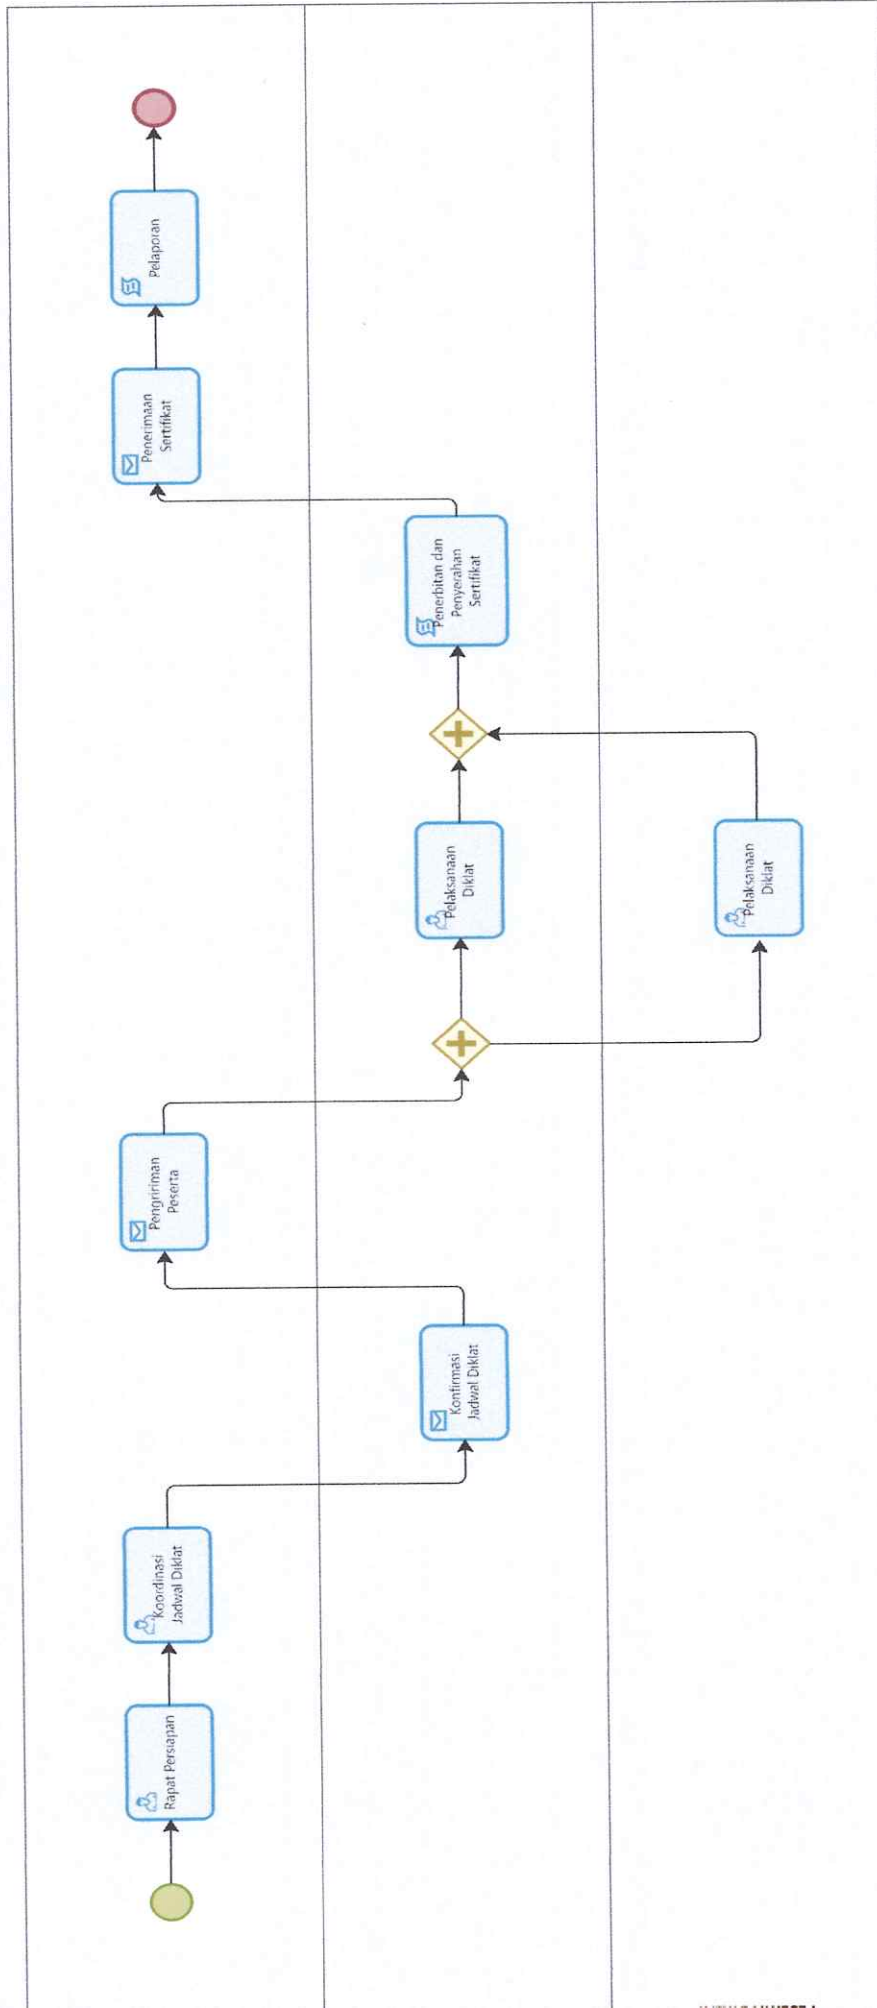 Rapat Persiapan
Koordinasi
Jadwal Diklat
Konfirmasi
Jadwal Diklat
Pengririman
Peserta
Pelaksanaan
Diklat
Pelaksanaan
Diklat
Penerbitan dan
Penyerahan
Sertifikat
Penerimaan
Sertifikat
Pelaporan